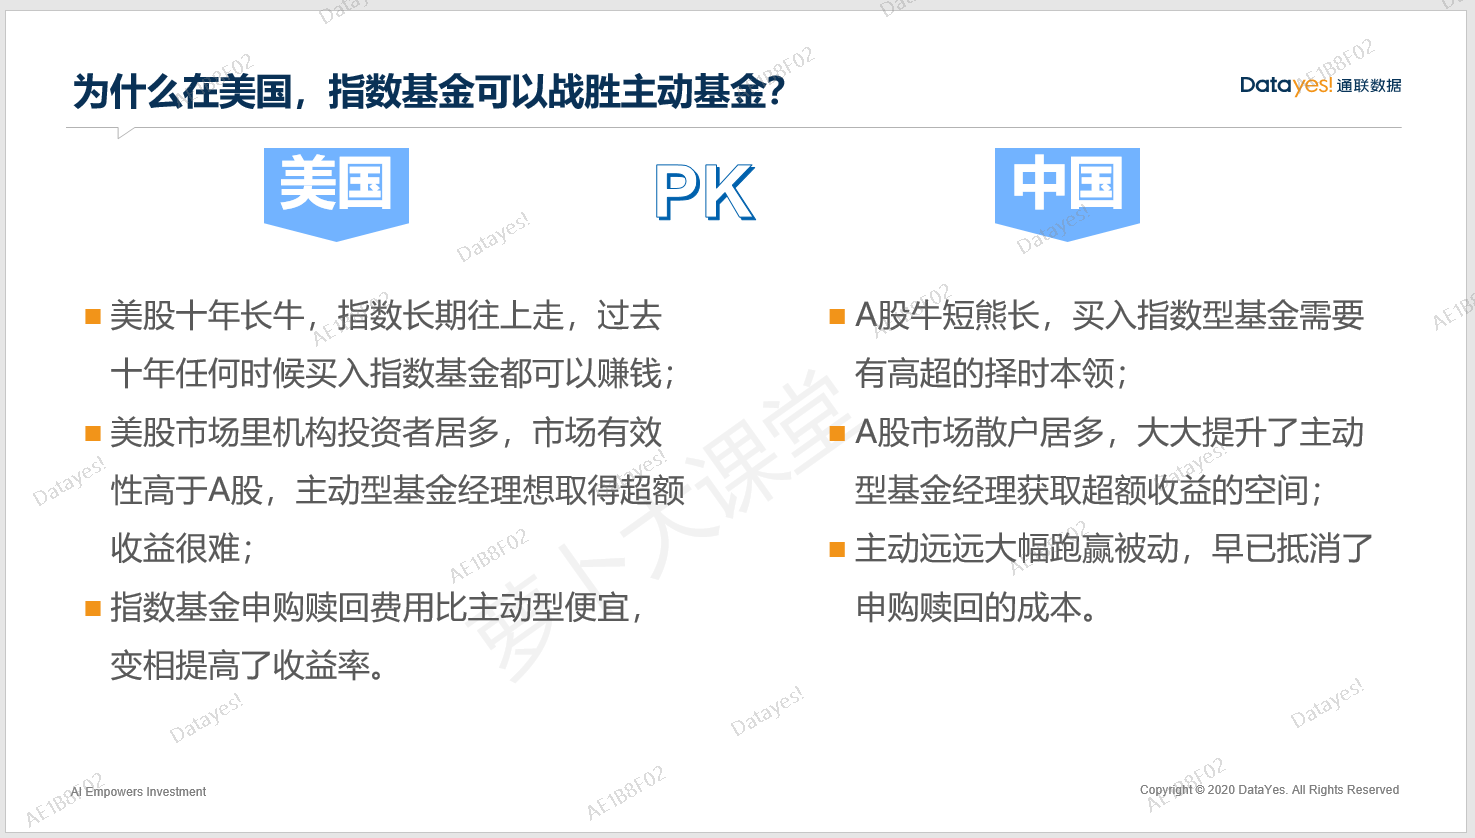 为什么在美国，指数基金可以战胜主动基金？
Datayes!通联数据
美国
PK
中国
美股十年长牛，指数长期往上走，过去
十年任何时候买入指数基金都可以赚钱；
美股市场里机构投资者居多，市场有效
性高于A股，主动型基金经理想取得超额
收益很难；
指数基金申购赎回费用比主动型便宜，
变相提高了收益率。
A股牛短熊长，买入指数型基金需要
有高超的择时本领；
A股市场散户居多，大大提升了主动
型基金经理获取超额收益的空间；
主动远远大幅跑赢被动，早已抵消了
申购赎回的成本。
萝卜大课堂
Datayes!
AE1B8F02
AI Empowers Investment
Copyright © 2020 DataYes. All Rights Reserved